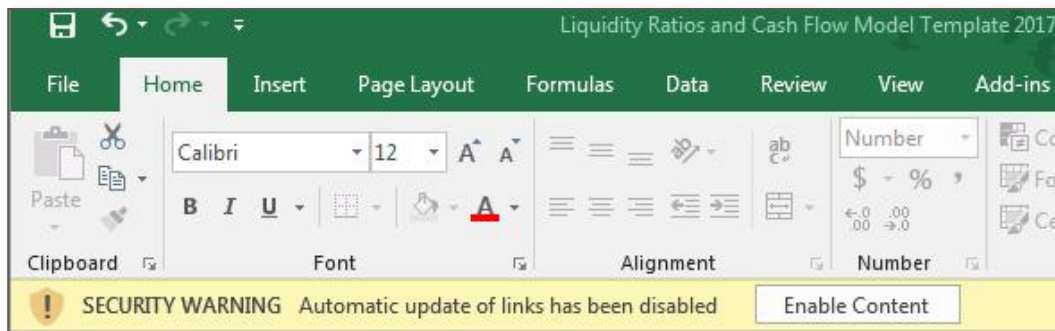 Liquidity Ratios and Cash Flow Model Template 2017
File Home Insert Page Layout Formulas Data Review View Add-ins
Calibri 12 A A ab Number
Paste B I U A $ % ,
Clipboard Font Alignment Number
! SECURITY WARNING Automatic update of links has been disabled Enable Content